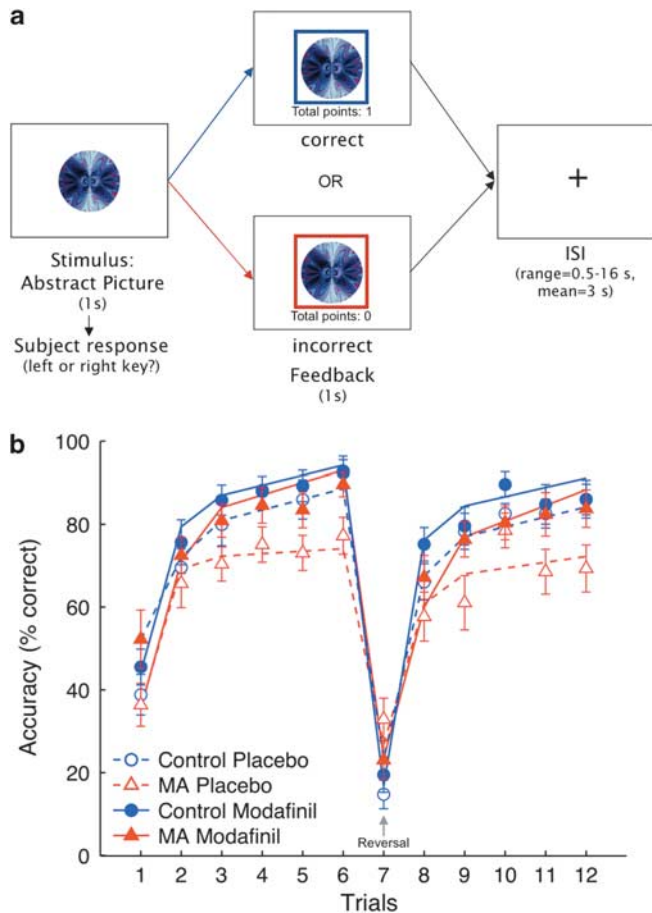 a
Total points: 1
correct
OR
Stimulus:
Abstract Picture
(1s)
Subject response
(left or right key?)
Total points: 0
incorrect
Feedback
(1s)
+
ISI
(range=0.5-16 s,
mean=3 s)
b
Accuracy (% correct)
100
80
60
40
20
0
Control Placebo
MA Placebo
Control Modafinil
MA Modafinil
Reversal
1 2 3 4 5 6 7 8 9 10 11 12
Trials